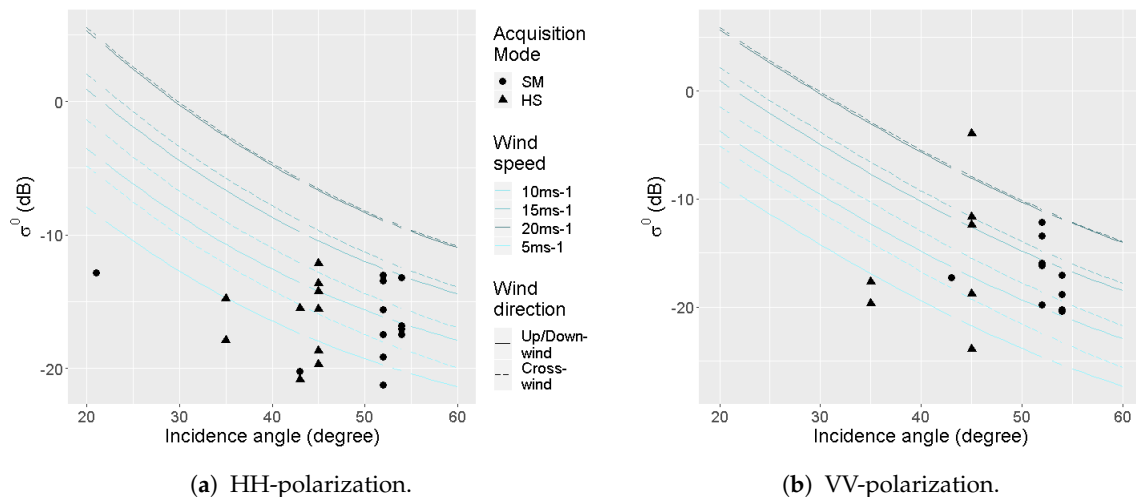 0
-10
-20
σ⁰ (dB)
20 30 40 50 60
Incidence angle (degree)
Acquisition
Mode
SM
HS
Wind
speed
10ms-1
15ms-1
20ms-1
5ms-1
Wind
direction
Up/Down-
wind
Cross-
wind
0
-10
-20
σ⁰ (dB)
20 30 40 50 60
Incidence angle (degree)
(a) HH-polarization.
(b) VV-polarization.